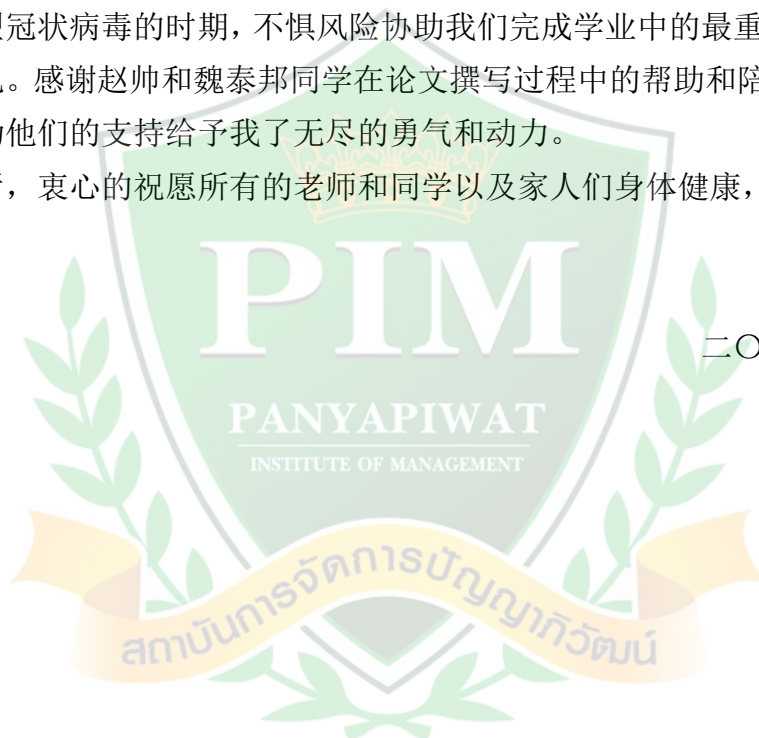 冠状病毒的时期，不惧风险协助我们完成学业中的最重
。感谢赵帅和魏泰邦同学在论文撰写过程中的帮助和陪
他们的支持给予我了无尽的勇气和动力。
，衷心的祝愿所有的老师和同学以及家人们身体健康，
二〇
PIM
PANYAPIWAT
INSTITUTE OF MANAGEMENT
สถาบันการจัดการปัญญาภิวัฒน์